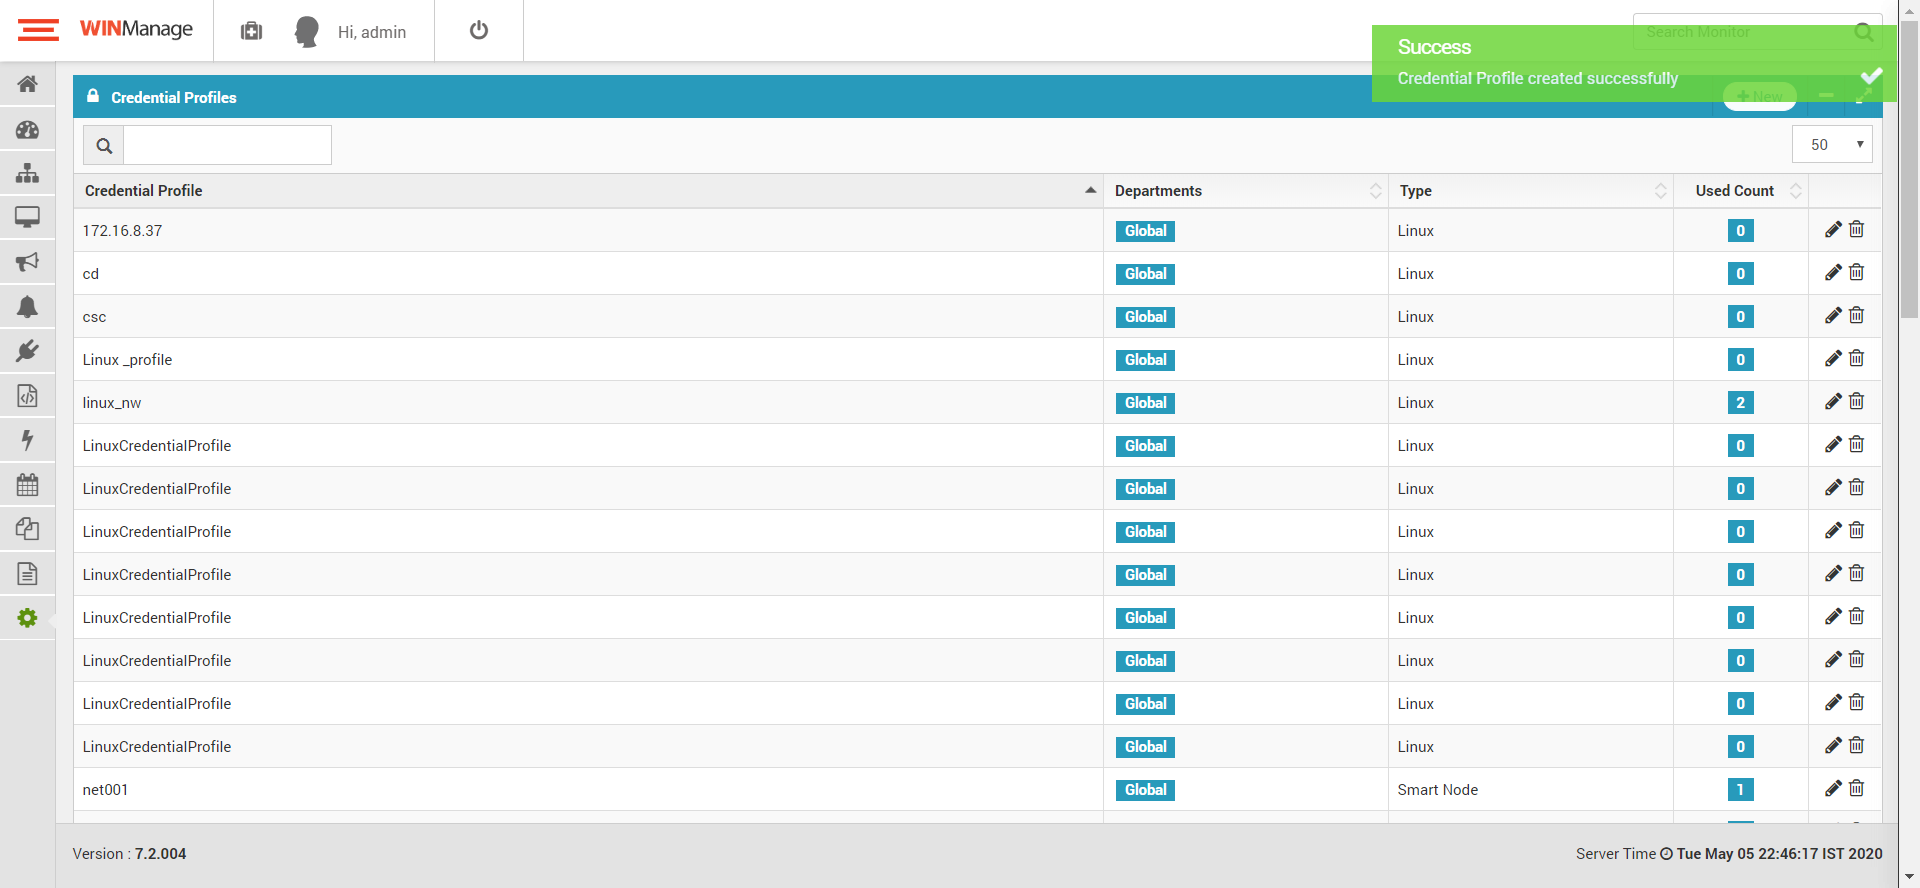 WINManage
Hi, admin
Search Monitor
Success
Credential Profile created successfully
Credential Profiles
New
50
Credential Profile Departments Type Used Count
172.16.8.37 Global Linux 0
cd Global Linux 0
csc Global Linux 0
Linux _profile Global Linux 0
linux_nw Global Linux 2
LinuxCredentialProfile Global Linux 0
LinuxCredentialProfile Global Linux 0
LinuxCredentialProfile Global Linux 0
LinuxCredentialProfile Global Linux 0
LinuxCredentialProfile Global Linux 0
LinuxCredentialProfile Global Linux 0
LinuxCredentialProfile Global Linux 0
LinuxCredentialProfile Global Linux 0
net001 Global Smart Node 1
Version : 7.2.004
Server Time Tue May 05 22:46:17 IST 2020